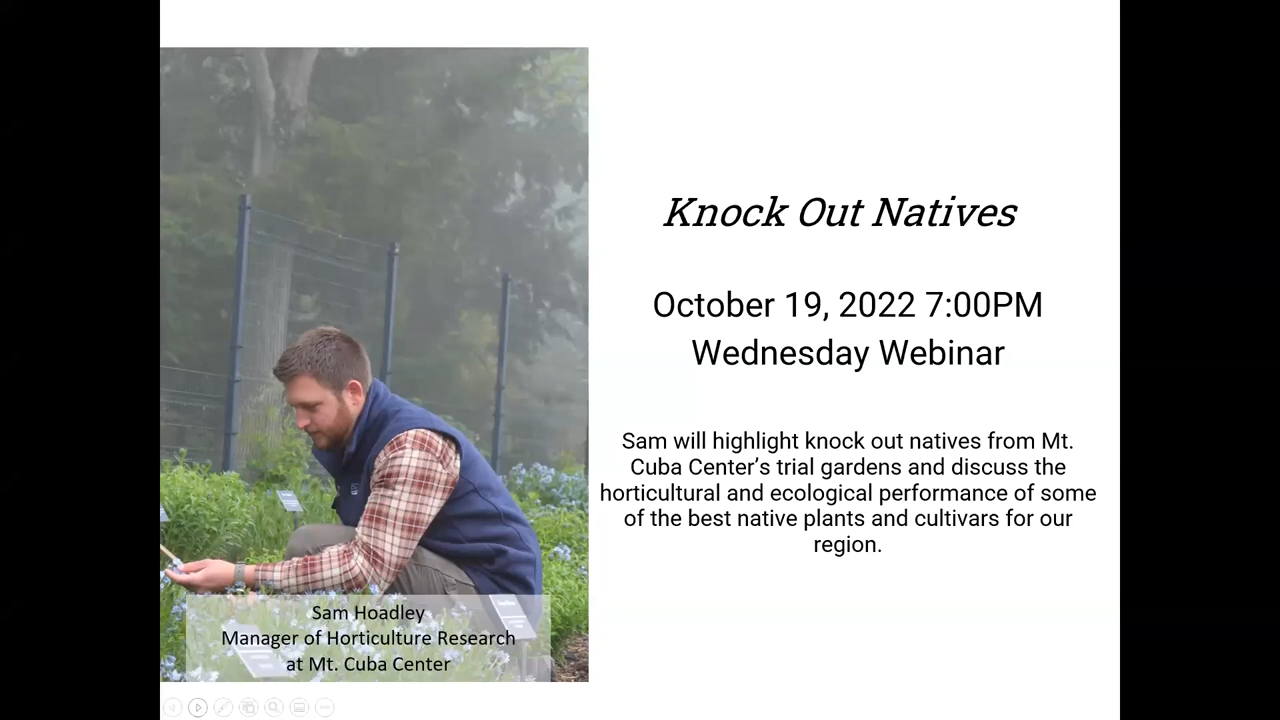 Knock Out Natives
October 19, 2022 7:00PM
Wednesday Webinar
Sam will highlight knock out natives from Mt.
Cuba Center’s trial gardens and discuss the
horticultural and ecological performance of some
of the best native plants and cultivars for our
region.
Sam Hoadley
Manager of Horticulture Research
at Mt. Cuba Center